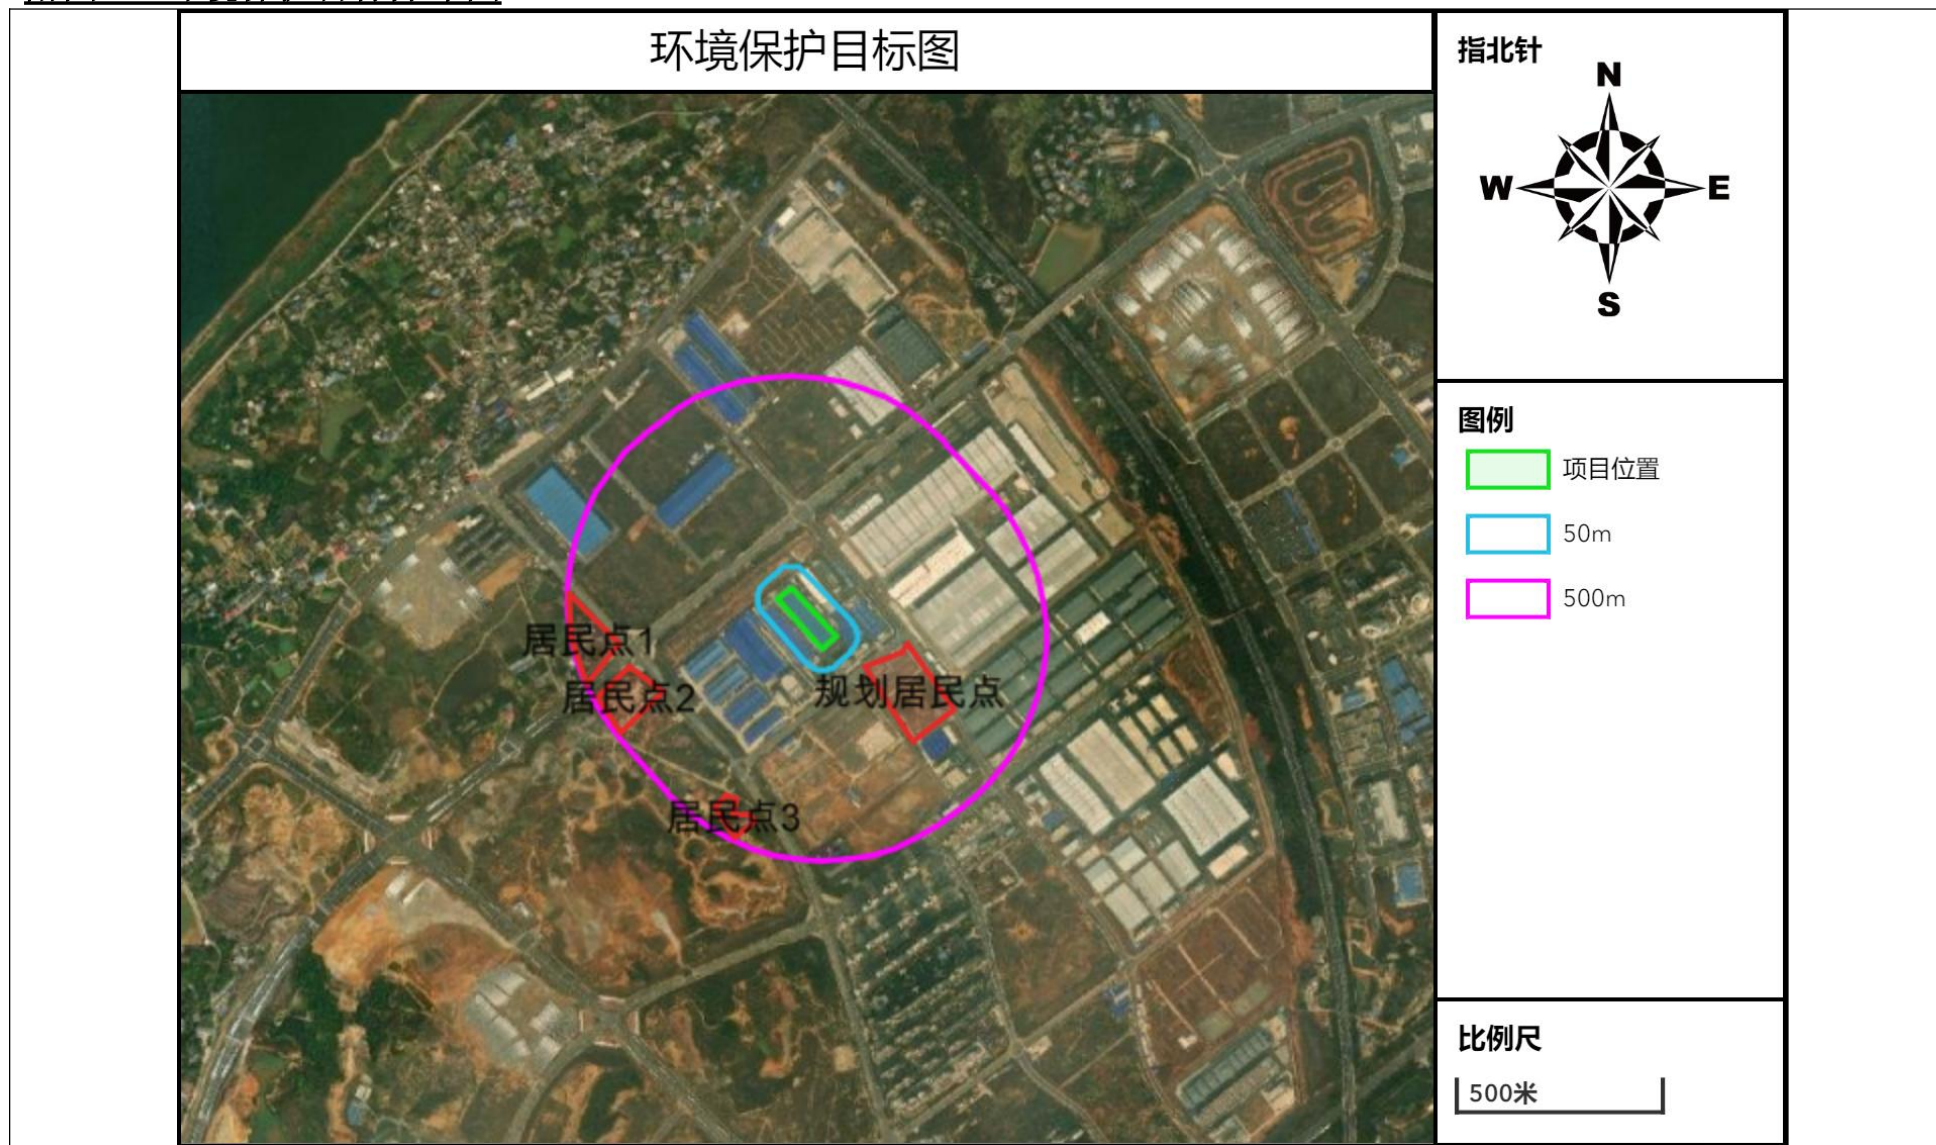 环境保护目标图
指北针
N
W
E
S
图例
项目位置
50m
500m
居民点1
居民点2
规划居民点
居民点3
比例尺
500米